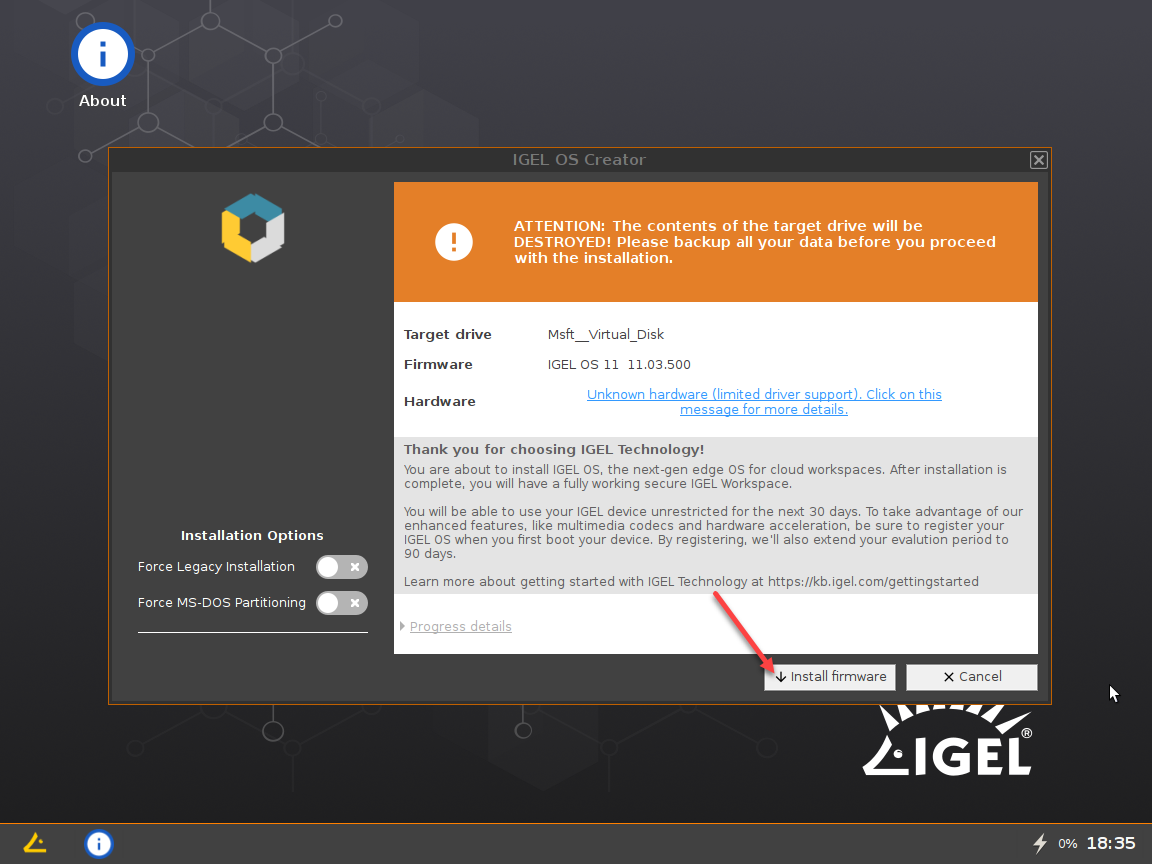 About
IGEL OS Creator
ATTENTION: The contents of the target drive will be
DESTROYED! Please backup all your data before you proceed
with the installation.
Target drive Msft__Virtual_Disk
Firmware IGEL OS 11 11.03.500
Hardware Unknown hardware (limited driver support). Click on this
message for more details.
Thank you for choosing IGEL Technology!
You are about to install IGEL OS, the next-gen edge OS for cloud workspaces. After installation is
complete, you will have a fully working secure IGEL Workspace.
You will be able to use your IGEL device unrestricted for the next 30 days. To take advantage of our
enhanced features, like multimedia codecs and hardware acceleration, be sure to register your
IGEL OS when you first boot your device. By registering, we'll also extend your evalution period to
90 days.
Learn more about getting started with IGEL Technology at https://kb.igel.com/gettingstarted
Installation Options
Force Legacy Installation
Force MS-DOS Partitioning
Progress details
Install firmware
Cancel
IGEL®
0% 18:35